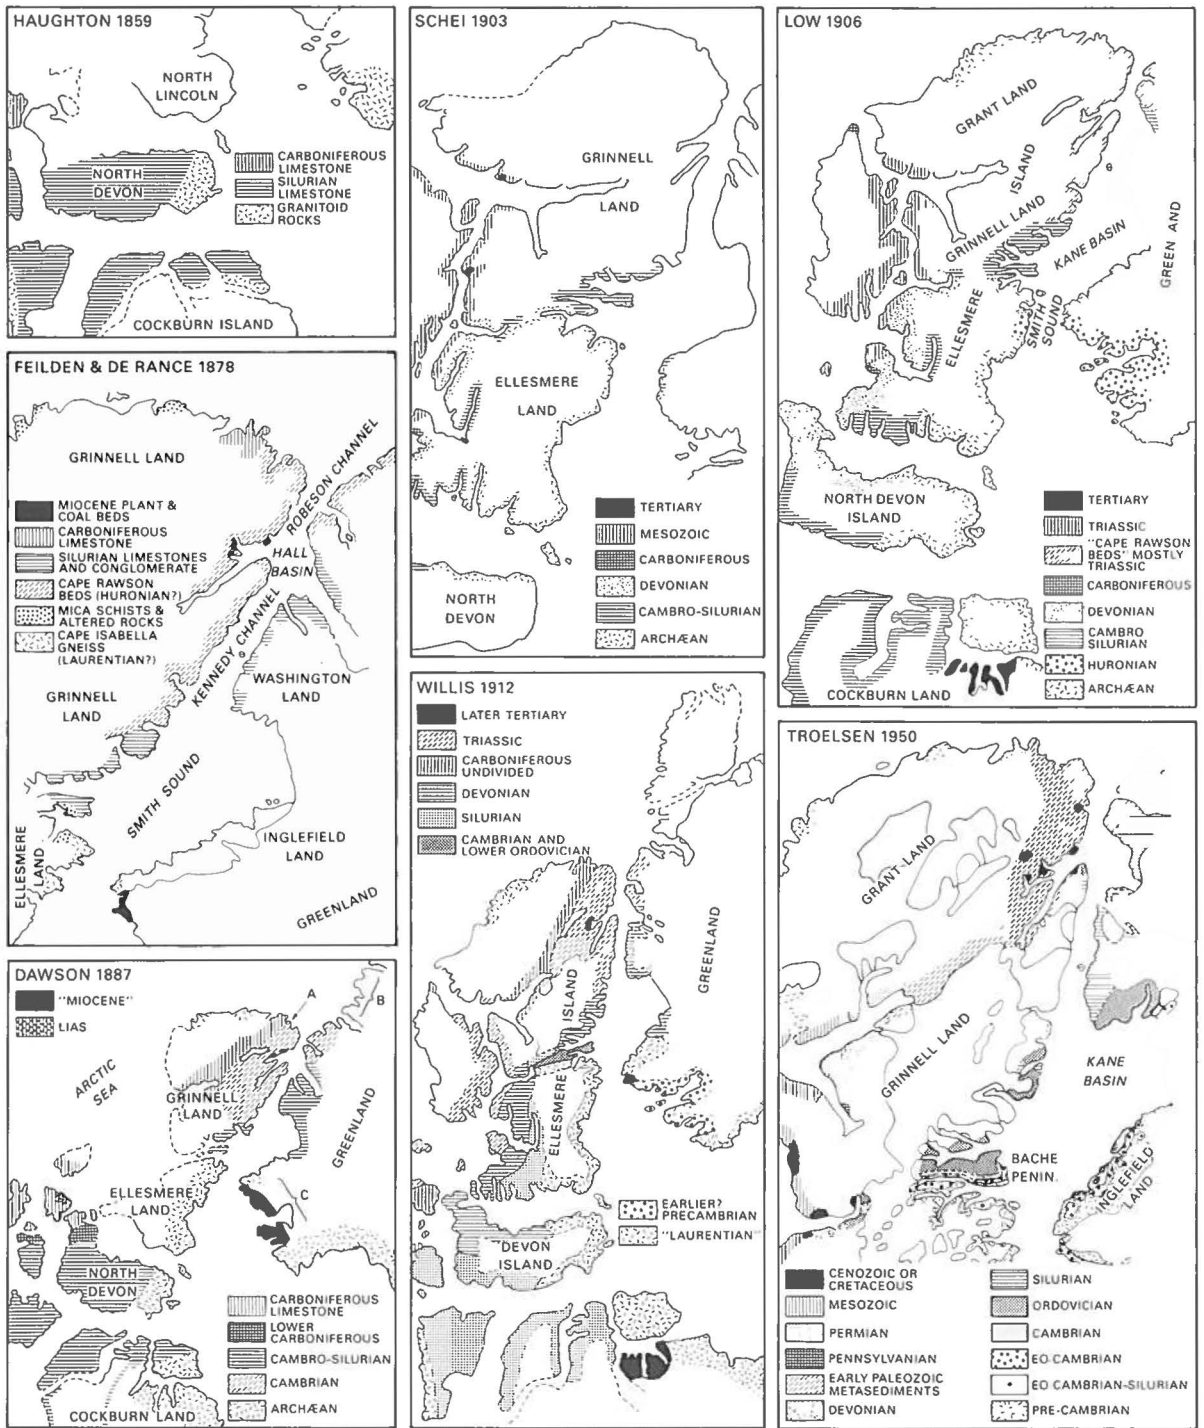 HAUGHTON 1859
NORTH
LINCOLN
NORTH
DEVON
CARBONIFEROUS
LIMESTONE
SILURIAN
LIMESTONE
GRANITOID
ROCKS
COCKBURN ISLAND
FEILDEN & DE RANCE 1878
GRINNELL LAND
ROBESON CHANNEL
MIOCENE PLANT &
COAL BEDS
CARBONIFEROUS
LIMESTONE
SILURIAN LIMESTONES
AND CONGLOMERATE
CAPE RAWSON
BEDS (HURONIAN?)
MICA SCHISTS &
ALTERED ROCKS
CAPE ISABELLA
GNEISS
(LAURENTIAN?)
HALL
BASIN
KENNEDY CHANNEL
WASHINGTON
LAND
GRINNELL
LAND
SMITH SOUND
ELLESMERE
LAND
INGLEFIELD
LAND
GREENLAND
DAWSON 1887
"MIOCENE"
LIAS
A
B
ARCTIC
SEA
GRINNELL
LAND
GREENLAND
ELLESMERE
LAND
C
NORTH
DEVON
CARBONIFEROUS
LIMESTONE
LOWER
CARBONIFEROUS
CAMBRO-SILURIAN
CAMBRIAN
ARCHÆAN
COCKBURN LAND
SCHEI 1903
GRINNELL
LAND
ELLESMERE
LAND
TERTIARY
MESOZOIC
CARBONIFEROUS
DEVONIAN
CAMBRO-SILURIAN
ARCHÆAN
NORTH
DEVON
WILLIS 1912
LATER TERTIARY
TRIASSIC
CARBONIFEROUS
UNDIVIDED
DEVONIAN
SILURIAN
CAMBRIAN AND
LOWER ORDOVICIAN
ISLAND
GREENLAND
ELLESMERE
EARLIER?
PRECAMBRIAN
"LAURENTIAN"
DEVON
ISLAND
LOW 1906
GRANT LAND
ISLAND
GRINNELL LAND
KANE BASIN
GREEN AND
ELLESMERE
SMITH
SOUND
NORTH DEVON
ISLAND
TERTIARY
TRIASSIC
"CAPE RAWSON
BEDS" MOSTLY
TRIASSIC
CARBONIFEROUS
DEVONIAN
CAMBRO
SILURIAN
HURONIAN
ARCHÆAN
COCKBURN LAND
TROELSEN 1950
GRANT-LAND
GRINNELL LAND
KANE
BASIN
BACHE
PENIN.
INGLEFIELD
LAND
CENOZOIC OR
CRETACEOUS
MESOZOIC
PERMIAN
PENNSYLVANIAN
EARLY PALEOZOIC
METASEDIMENTS
DEVONIAN
SILURIAN
ORDOVICIAN
CAMBRIAN
EO-CAMBRIAN
EO CAMBRIAN-SILURIAN
PRE-CAMBRIAN